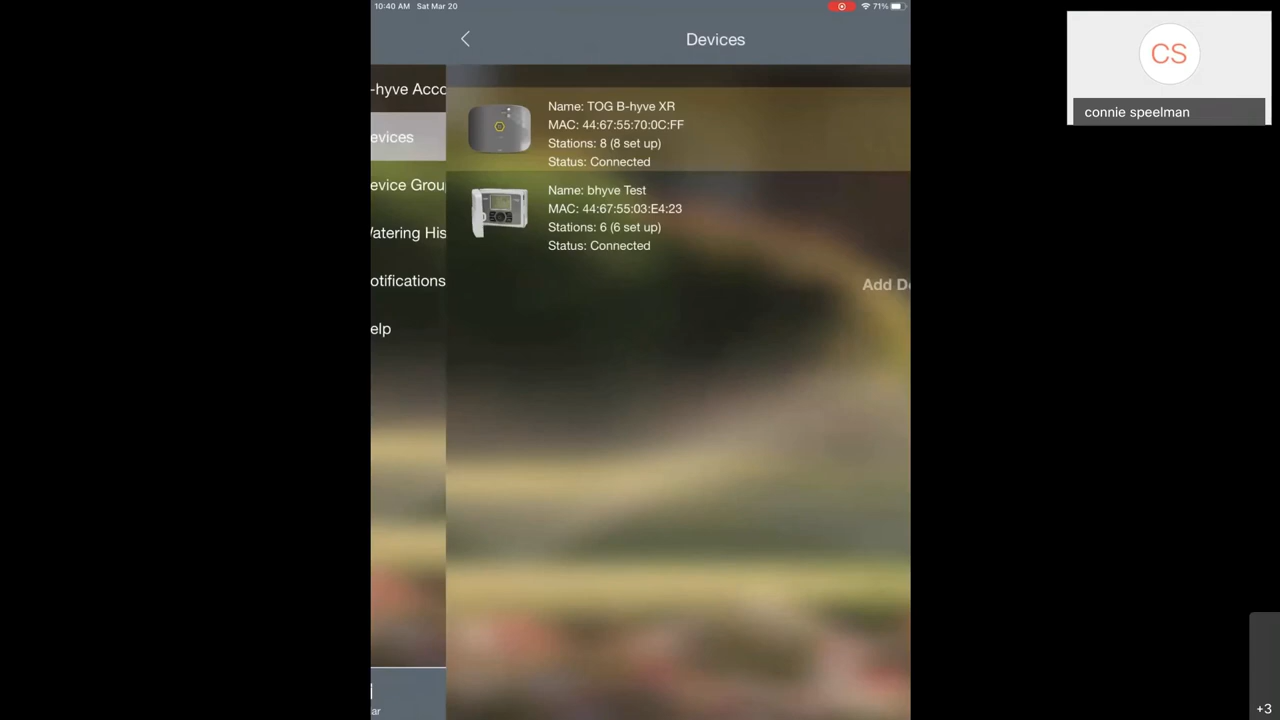 10:40 AM Sat Mar 20
71%
Devices
-hyve Acco
evices
evice Grou
Vatering His
otifications
elp
ar
Name: TOG B-hyve XR
MAC: 44:67:55:70:0C:FF
Stations: 8 (8 set up)
Status: Connected
Name: bhyve Test
MAC: 44:67:55:03:E4:23
Stations: 6 (6 set up)
Status: Connected
Add D
CS
connie speelman
+3